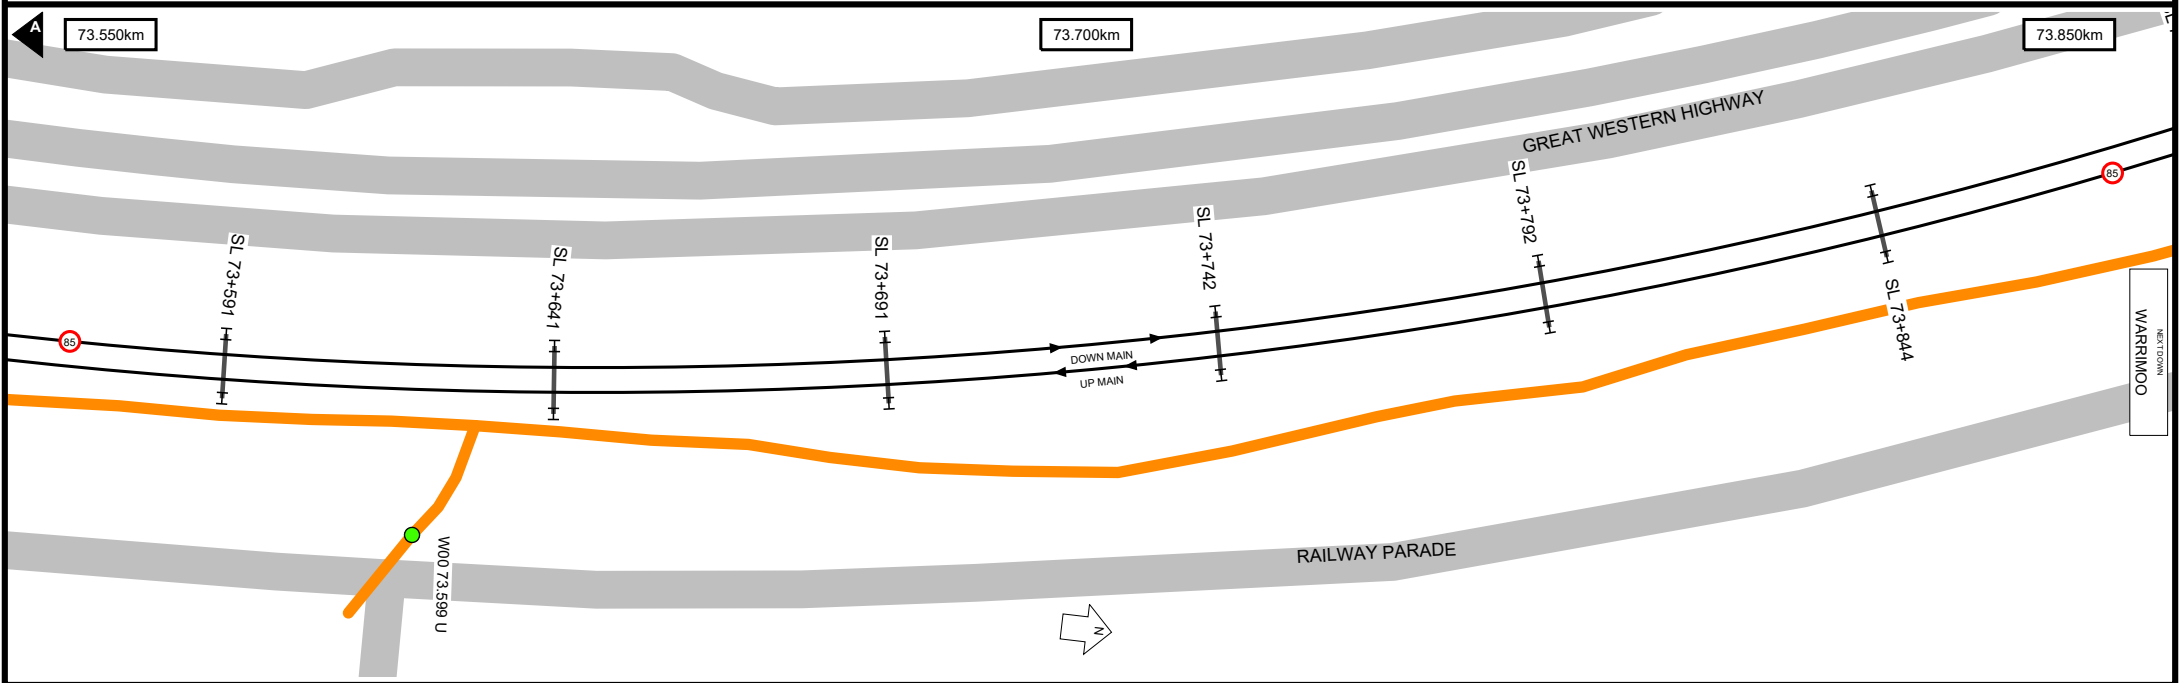 A
73.550km
73.700km
73.850km
GREAT WESTERN HIGHWAY
85
SL 73+591
SL 73+641
SL 73+691
SL 73+742
SL 73+792
SL 73+844
85
DOWN MAIN
UP MAIN
NEXT DOWN
WARRIMOO
W00 73.599 U
RAILWAY PARADE
N